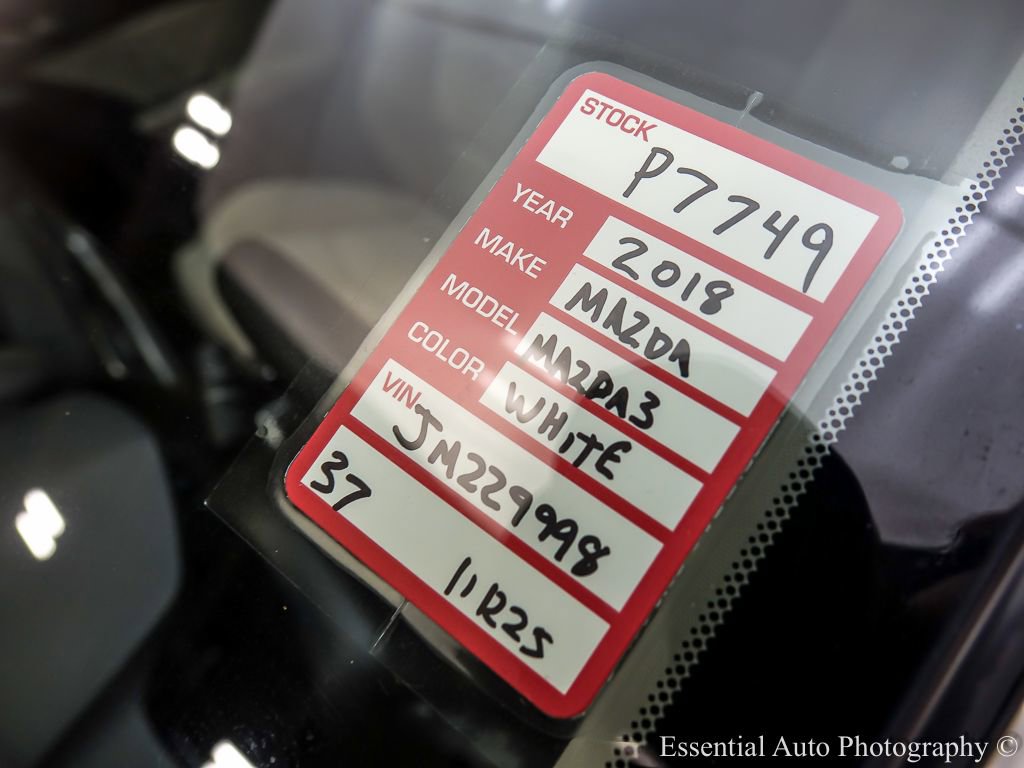 STOCK
P7749
YEAR 2018
MAKE MAZDA
MODEL MAZDA3
COLOR WHITE
VIN JM229998
37
11R25
Essential Auto Photography ©